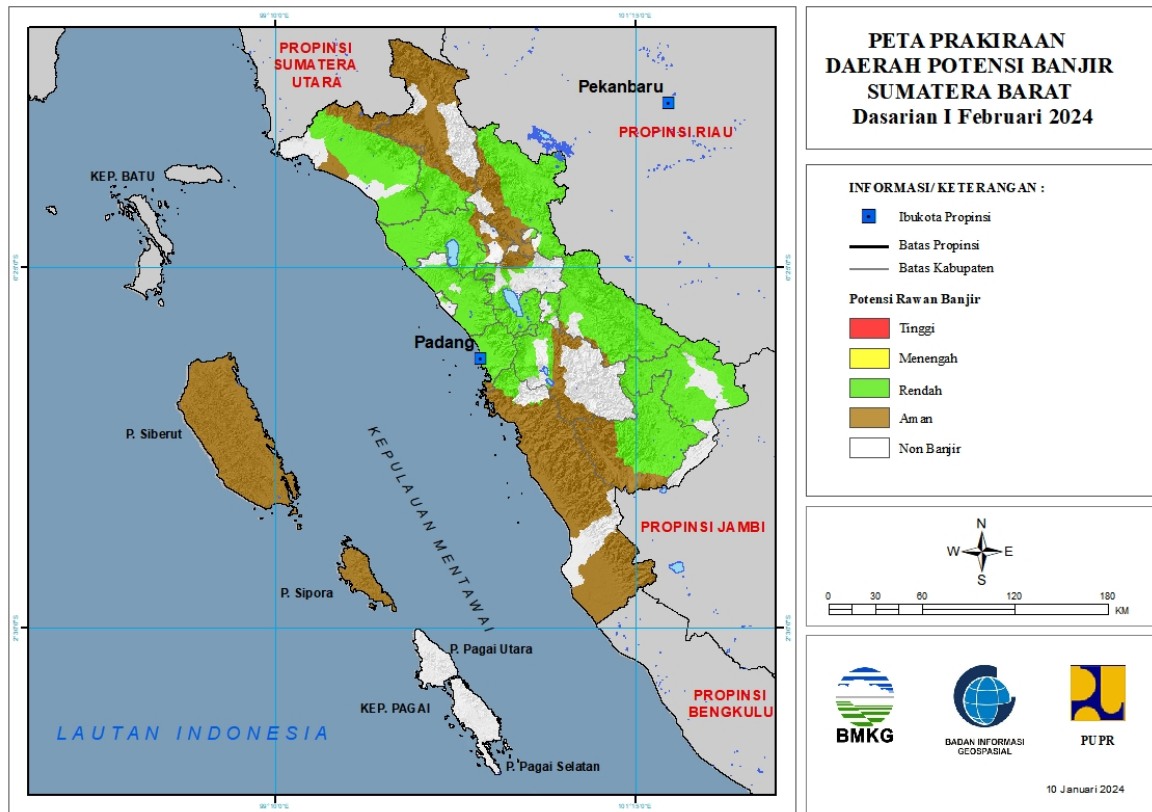 PETA PRAKIRAAN
DAERAH POTENSI BANJIR
SUMATERA BARAT
Dasarian I Februari 2024
INFORMASI/ KETERANGAN :
Ibukota Propinsi
Batas Propinsi
Batas Kabupaten
Potensi Rawan Banjir
Tinggi
Menengah
Rendah
Aman
Non Banjir
N
W E
S
0 30 60 120 180
KM
BMKG
BADAN INFORMASI
GEOSPASIAL
PUPR
10 Januari 2024
PROPINSI
SUMATERA
UTARA
Pekanbaru
PROPINSI RIAU
KEP. BATU
Padang
P. Siberut
KEPULAUAN MENTAWAI
PROPINSI JAMBI
P. Sipora
P. Pagai Utara
KEP. PAGAI
P. Pagai Selatan
PROPINSI
BENGKULU
LAUTAN INDONESIA